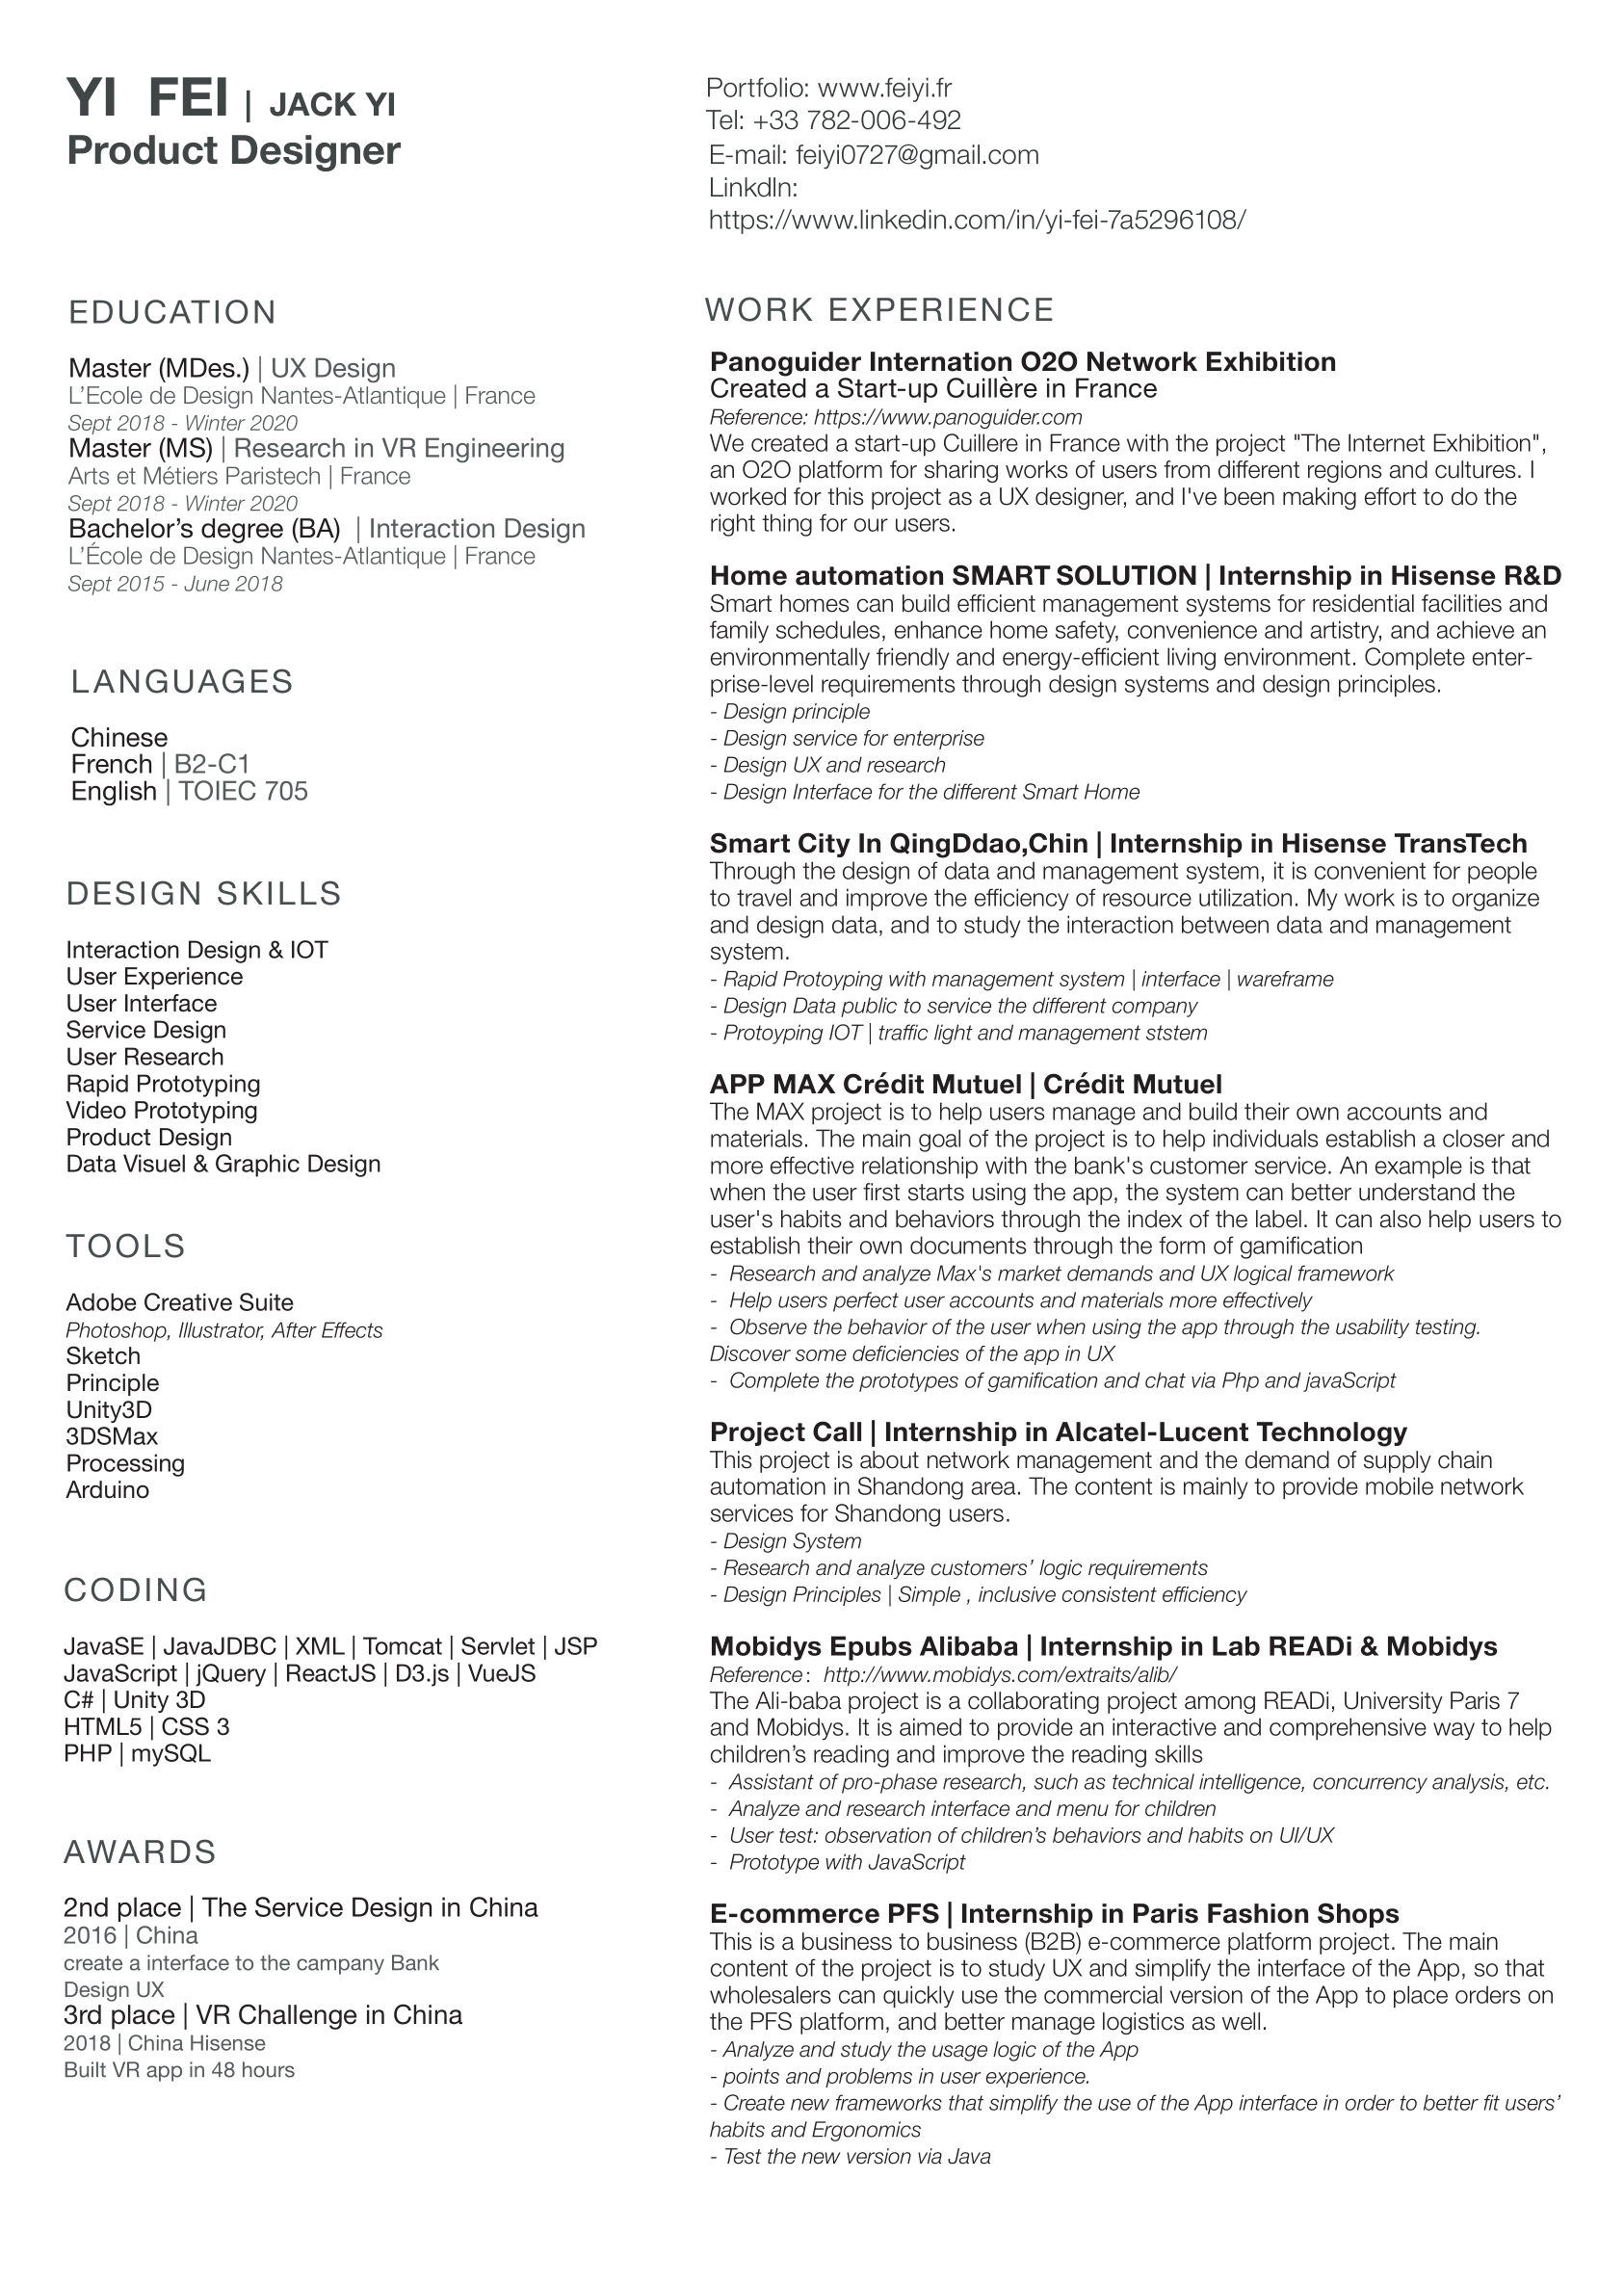 YI FEI | JACK YI
Product Designer
Portfolio: www.feiyi.fr
Tel: +33 782-006-492
E-mail: feiyi0727@gmail.com
LinkdIn:
https://www.linkedin.com/in/yi-fei-7a5296108/
EDUCATION
Master (MDes.) | UX Design
L'Ecole de Design Nantes-Atlantique | France
Sept 2018 - Winter 2020
Master (MS) | Research in VR Engineering
Arts et Métiers Paristech | France
Sept 2018 - Winter 2020
Bachelor's degree (BA) | Interaction Design
L'École de Design Nantes-Atlantique | France
Sept 2015 - June 2018
LANGUAGES
Chinese
French | B2-C1
English | TOIEC 705
DESIGN SKILLS
Interaction Design & IOT
User Experience
User Interface
Service Design
User Research
Rapid Prototyping
Video Prototyping
Product Design
Data Visuel & Graphic Design
TOOLS
Adobe Creative Suite
Photoshop, Illustrator, After Effects
Sketch
Principle
Unity3D
3DSMax
Processing
Arduino
CODING
JavaSE | JavaJDBC | XML | Tomcat | Servlet | JSP
JavaScript | jQuery | ReactJS | D3.js | VueJS
C# | Unity 3D
HTML5 | CSS 3
PHP | mySQL
AWARDS
2nd place | The Service Design in China
2016 | China
create a interface to the campany Bank
Design UX
3rd place | VR Challenge in China
2018 | China Hisense
Built VR app in 48 hours
WORK EXPERIENCE
Panoguider Internation O2O Network Exhibition
Created a Start-up Cuillère in France
Reference: https://www.panoguider.com
We created a start-up Cuillere in France with the project "The Internet Exhibition",
an O2O platform for sharing works of users from different regions and cultures. I
worked for this project as a UX designer, and I've been making effort to do the
right thing for our users.
Home automation SMART SOLUTION | Internship in Hisense R&D
Smart homes can build efficient management systems for residential facilities and
family schedules, enhance home safety, convenience and artistry, and achieve an
environmentally friendly and energy-efficient living environment. Complete enter-
prise-level requirements through design systems and design principles.
- Design principle
- Design service for enterprise
- Design UX and research
- Design Interface for the different Smart Home
Smart City In QingDdao,Chin | Internship in Hisense TransTech
Through the design of data and management system, it is convenient for people
to travel and improve the efficiency of resource utilization. My work is to organize
and design data, and to study the interaction between data and management
system.
- Rapid Protoyping with management system | interface | wareframe
- Design Data public to service the different company
- Protoyping IOT | traffic light and management ststem
APP MAX Crédit Mutuel | Crédit Mutuel
The MAX project is to help users manage and build their own accounts and
materials. The main goal of the project is to help individuals establish a closer and
more effective relationship with the bank's customer service. An example is that
when the user first starts using the app, the system can better understand the
user's habits and behaviors through the index of the label. It can also help users to
establish their own documents through the form of gamification
- Research and analyze Max's market demands and UX logical framework
- Help users perfect user accounts and materials more effectively
- Observe the behavior of the user when using the app through the usability testing.
Discover some deficiencies of the app in UX
- Complete the prototypes of gamification and chat via Php and javaScript
Project Call | Internship in Alcatel-Lucent Technology
This project is about network management and the demand of supply chain
automation in Shandong area. The content is mainly to provide mobile network
services for Shandong users.
- Design System
- Research and analyze customers' logic requirements
- Design Principles | Simple , inclusive consistent efficiency
Mobidys Epubs Alibaba | Internship in Lab READi & Mobidys
Reference：http://www.mobidys.com/extraits/alib/
The Ali-baba project is a collaborating project among READi, University Paris 7
and Mobidys. It is aimed to provide an interactive and comprehensive way to help
children's reading and improve the reading skills
- Assistant of pro-phase research, such as technical intelligence, concurrency analysis, etc.
- Analyze and research interface and menu for children
- User test: observation of children's behaviors and habits on UI/UX
- Prototype with JavaScript
E-commerce PFS | Internship in Paris Fashion Shops
This is a business to business (B2B) e-commerce platform project. The main
content of the project is to study UX and simplify the interface of the App, so that
wholesalers can quickly use the commercial version of the App to place orders on
the PFS platform, and better manage logistics as well.
- Analyze and study the usage logic of the App
- points and problems in user experience.
- Create new frameworks that simplify the use of the App interface in order to better fit users'
habits and Ergonomics
- Test the new version via Java